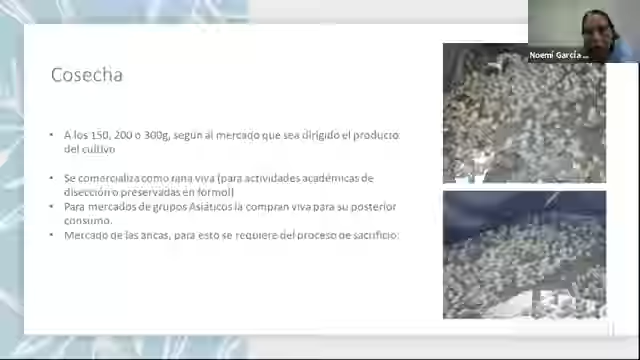 Noemí García
Cosecha
• A los 150, 200 o 300g, según al mercado que sea dirigido el producto
del cultivo
• Se comercializa como rana viva (para actividades académicas de
disección o preservadas en formol)
• Para mercados de grupos Asiáticos la compran viva para su posterior
consumo.
• Mercado de las ancas, para esto se requiere del proceso de sacrificio.